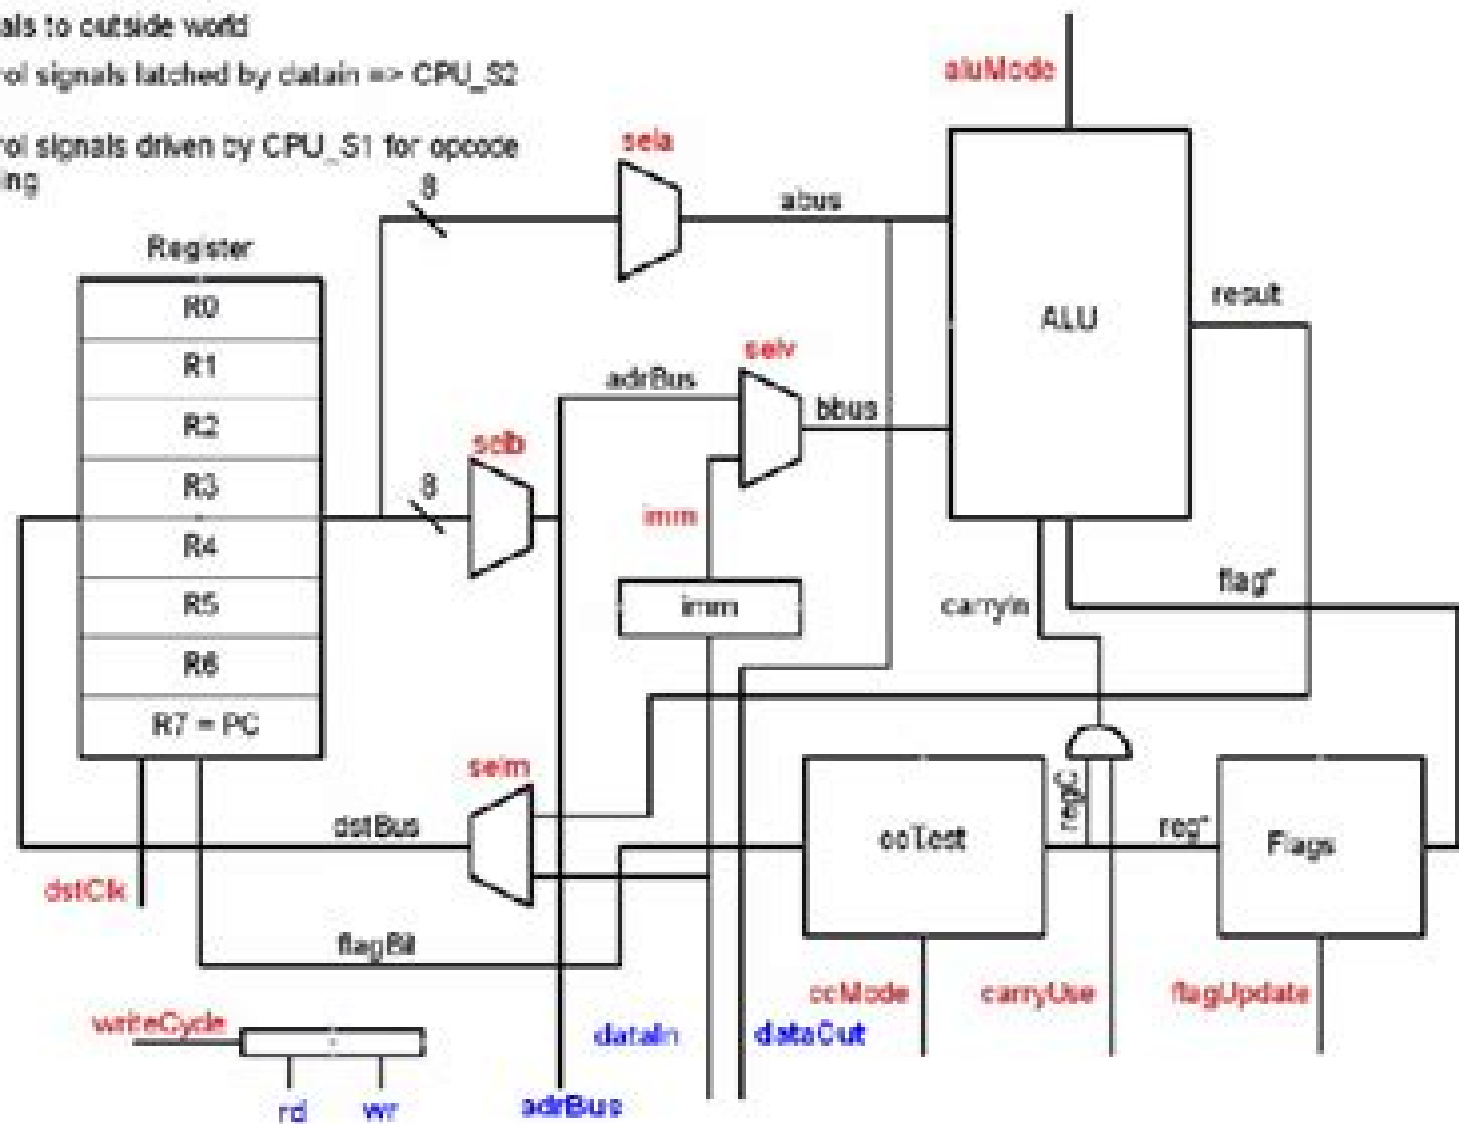 als to outside world
rol signals latched by datain => CPU_S2
rol signals driven by CPU_S1 for opcode
ing
aluMode
sela
8
abus
Register
R0
R1
R2
R3
R4
R5
R6
R7 = PC
ALU
result
selv
adrBus
bbus
selb
8
imm
imm
carryIn
flag*
selm
dstBus
regC
ccTest
reg*
Flags
dstClk
flagBit
ccMode
carryUse
flagUpdate
writeCycle
dataIn
dataOut
rd
wr
adrBus